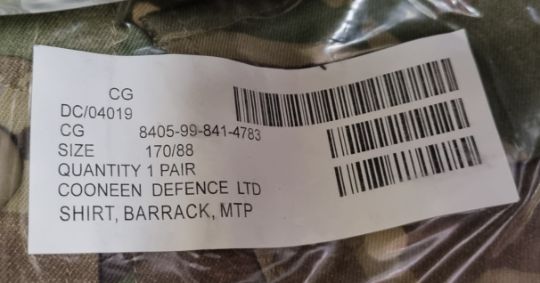 CG
DC/04019
CG 8405-99-841-4783
SIZE 170/88
QUANTITY 1 PAIR
COONEEN DEFENCE LTD
SHIRT, BARRACK, MTP